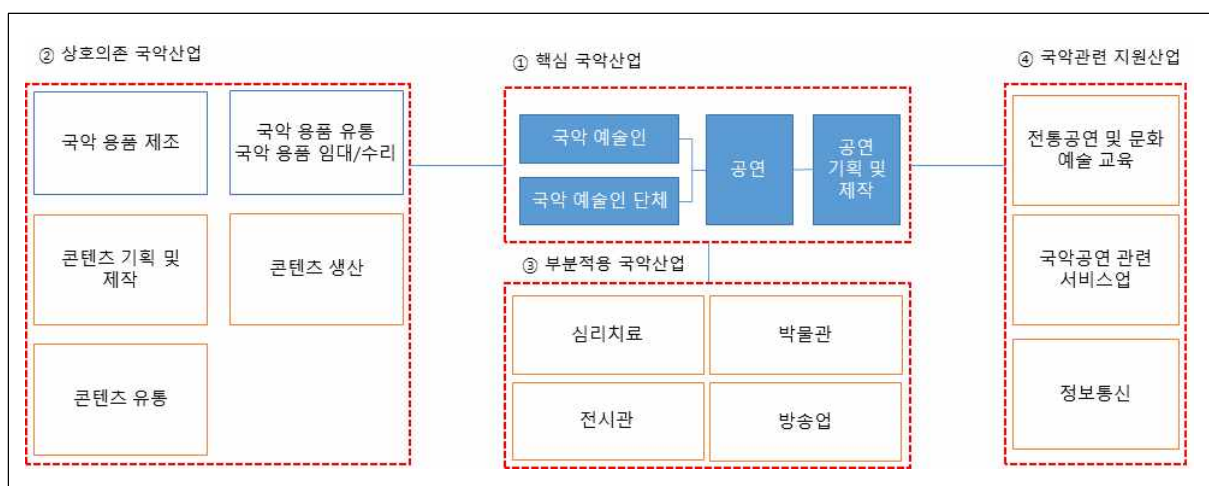 ② 상호의존 국악산업
국악 용품 제조
국악 용품 유통
국악 용품 임대/수리
콘텐츠 기획 및
제작
콘텐츠 생산
콘텐츠 유통
① 핵심 국악산업
국악 예술인
국악 예술인 단체
공연
공연
기획 및
제작
③ 부분적용 국악산업
심리치료
박물관
전시관
방송업
④ 국악관련 지원산업
전통공연 및 문화
예술 교육
국악공연 관련
서비스업
정보통신